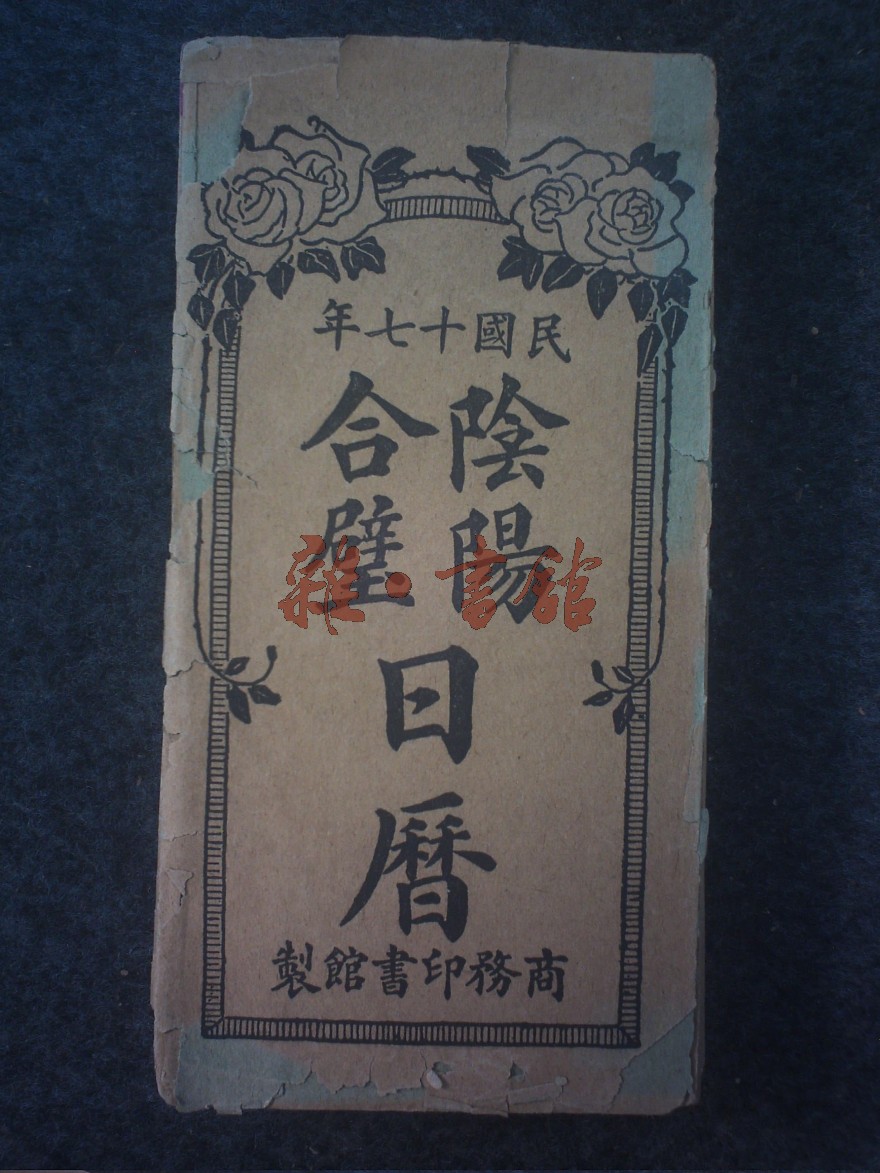 民國十七年
陰陽
合璧
日曆
商務印書館製
雜·書館